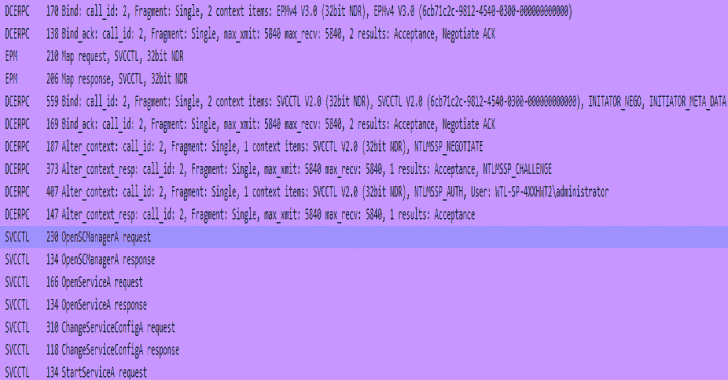 DCERPC 170 Bind: call_id: 2, Fragment: Single, 2 context items: EPMv4 V3.0 (32bit NDR), EPMv4 V3.0 (6cb71c2c-9812-4540-0300-000000000000)
DCERPC 138 Bind_ack: call_id: 2, Fragment: Single, max_xmit: 5840 max_recv: 5840, 2 results: Acceptance, Negotiate ACK
EPM 210 Map request, SVCCTL, 32bit NDR
EPM 206 Map response, SVCCTL, 32bit NDR
DCERPC 559 Bind: call_id: 2, Fragment: Single, 2 context items: SVCCTL V2.0 (32bit NDR), SVCCTL V2.0 (6cb71c2c-9812-4540-0300-000000000000), INITATOR_NEGO, INITIATOR_META_DATA
DCERPC 169 Bind_ack: call_id: 2, Fragment: Single, max_xmit: 5840 max_recv: 5840, 2 results: Acceptance, Negotiate ACK
DCERPC 187 Alter_context: call_id: 2, Fragment: Single, 1 context items: SVCCTL V2.0 (32bit NDR), NTLMSSP_NEGOTIATE
DCERPC 373 Alter_context_resp: call_id: 2, Fragment: Single, max_xmit: 5840 max_recv: 5840, 1 results: Acceptance, NTLMSSP_CHALLENGE
DCERPC 407 Alter_context: call_id: 2, Fragment: Single, 1 context items: SVCCTL V2.0 (32bit NDR), NTLMSSP_AUTH, User: WTL-SP-4XXHWT2\administrator
DCERPC 147 Alter_context_resp: call_id: 2, Fragment: Single, max_xmit: 5840 max_recv: 5840, 1 results: Acceptance
SVCCTL 230 OpenSCManagerA request
SVCCTL 134 OpenSCManagerA response
SVCCTL 166 OpenServiceA request
SVCCTL 134 OpenServiceA response
SVCCTL 310 ChangeServiceConfigA request
SVCCTL 118 ChangeServiceConfigA response
SVCCTL 134 StartServiceA request